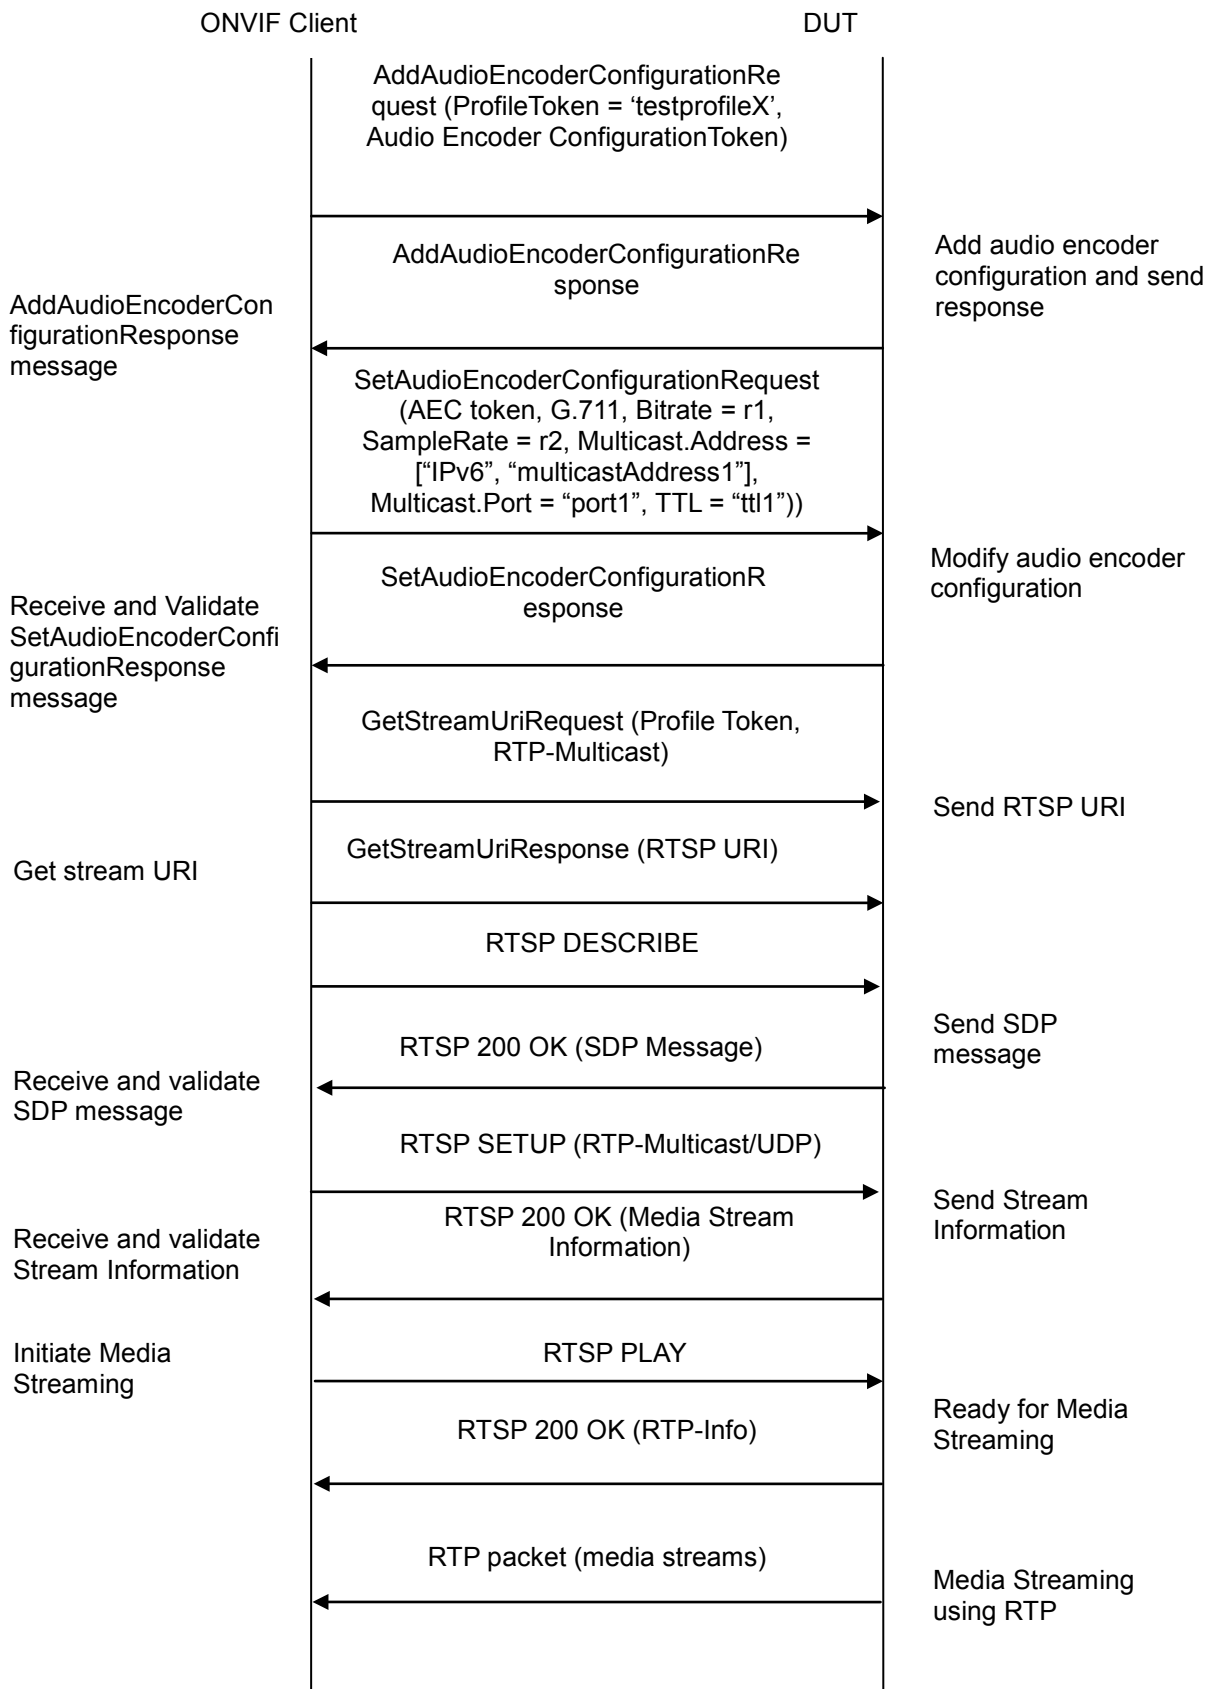 ONVIF Client
DUT
AddAudioEncoderConfigurationRe
quest (ProfileToken = ‘testprofileX’,
Audio Encoder ConfigurationToken)
Add audio encoder
configuration and send
response
AddAudioEncoderConfigurationRe
sponse
AddAudioEncoderCon
figurationResponse
message
SetAudioEncoderConfigurationRequest
(AEC token, G.711, Bitrate = r1,
SampleRate = r2, Multicast.Address =
[“IPv6”, “multicastAddress1”],
Multicast.Port = “port1”, TTL = “ttl1”))
Modify audio encoder
configuration
SetAudioEncoderConfigurationR
esponse
Receive and Validate
SetAudioEncoderConfi
gurationResponse
message
GetStreamUriRequest (Profile Token,
RTP-Multicast)
Send RTSP URI
GetStreamUriResponse (RTSP URI)
Get stream URI
RTSP DESCRIBE
Send SDP
message
RTSP 200 OK (SDP Message)
Receive and validate
SDP message
RTSP SETUP (RTP-Multicast/UDP)
Send Stream
Information
RTSP 200 OK (Media Stream
Information)
Receive and validate
Stream Information
Initiate Media
Streaming
RTSP PLAY
Ready for Media
Streaming
RTSP 200 OK (RTP-Info)
RTP packet (media streams)
Media Streaming
using RTP